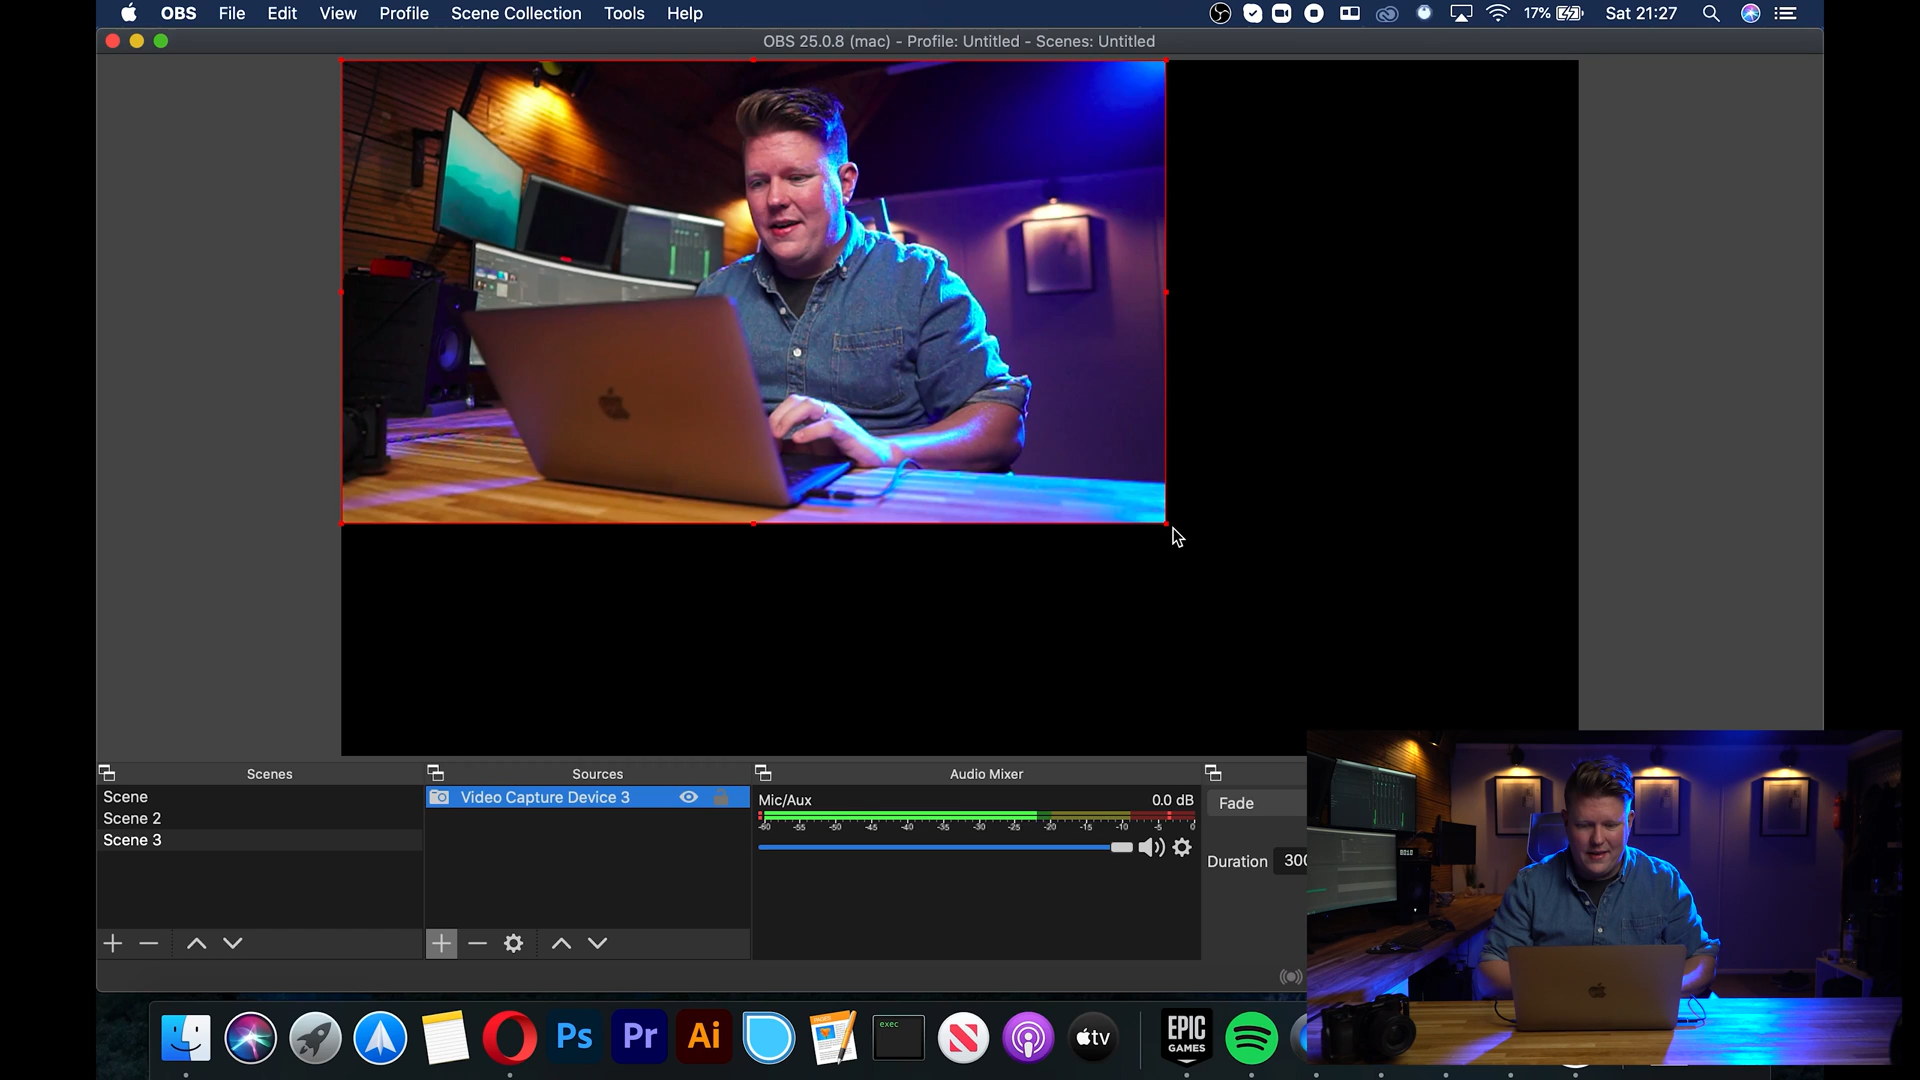 OBS File Edit View Profile Scene Collection Tools Help 17% Sat 21:27
OBS 25.0.8 (mac) - Profile: Untitled - Scenes: Untitled
Scenes Sources Audio Mixer
Scene
Scene 2
Scene 3
Video Capture Device 3
Mic/Aux 0.0 dB
-60 -55 -50 -45 -40 -35 -30 -25 -20 -15 -10 -5 0
Fade
Duration 300
exec
PAGES
Ps Pr Ai
tv
EPIC
GAMES